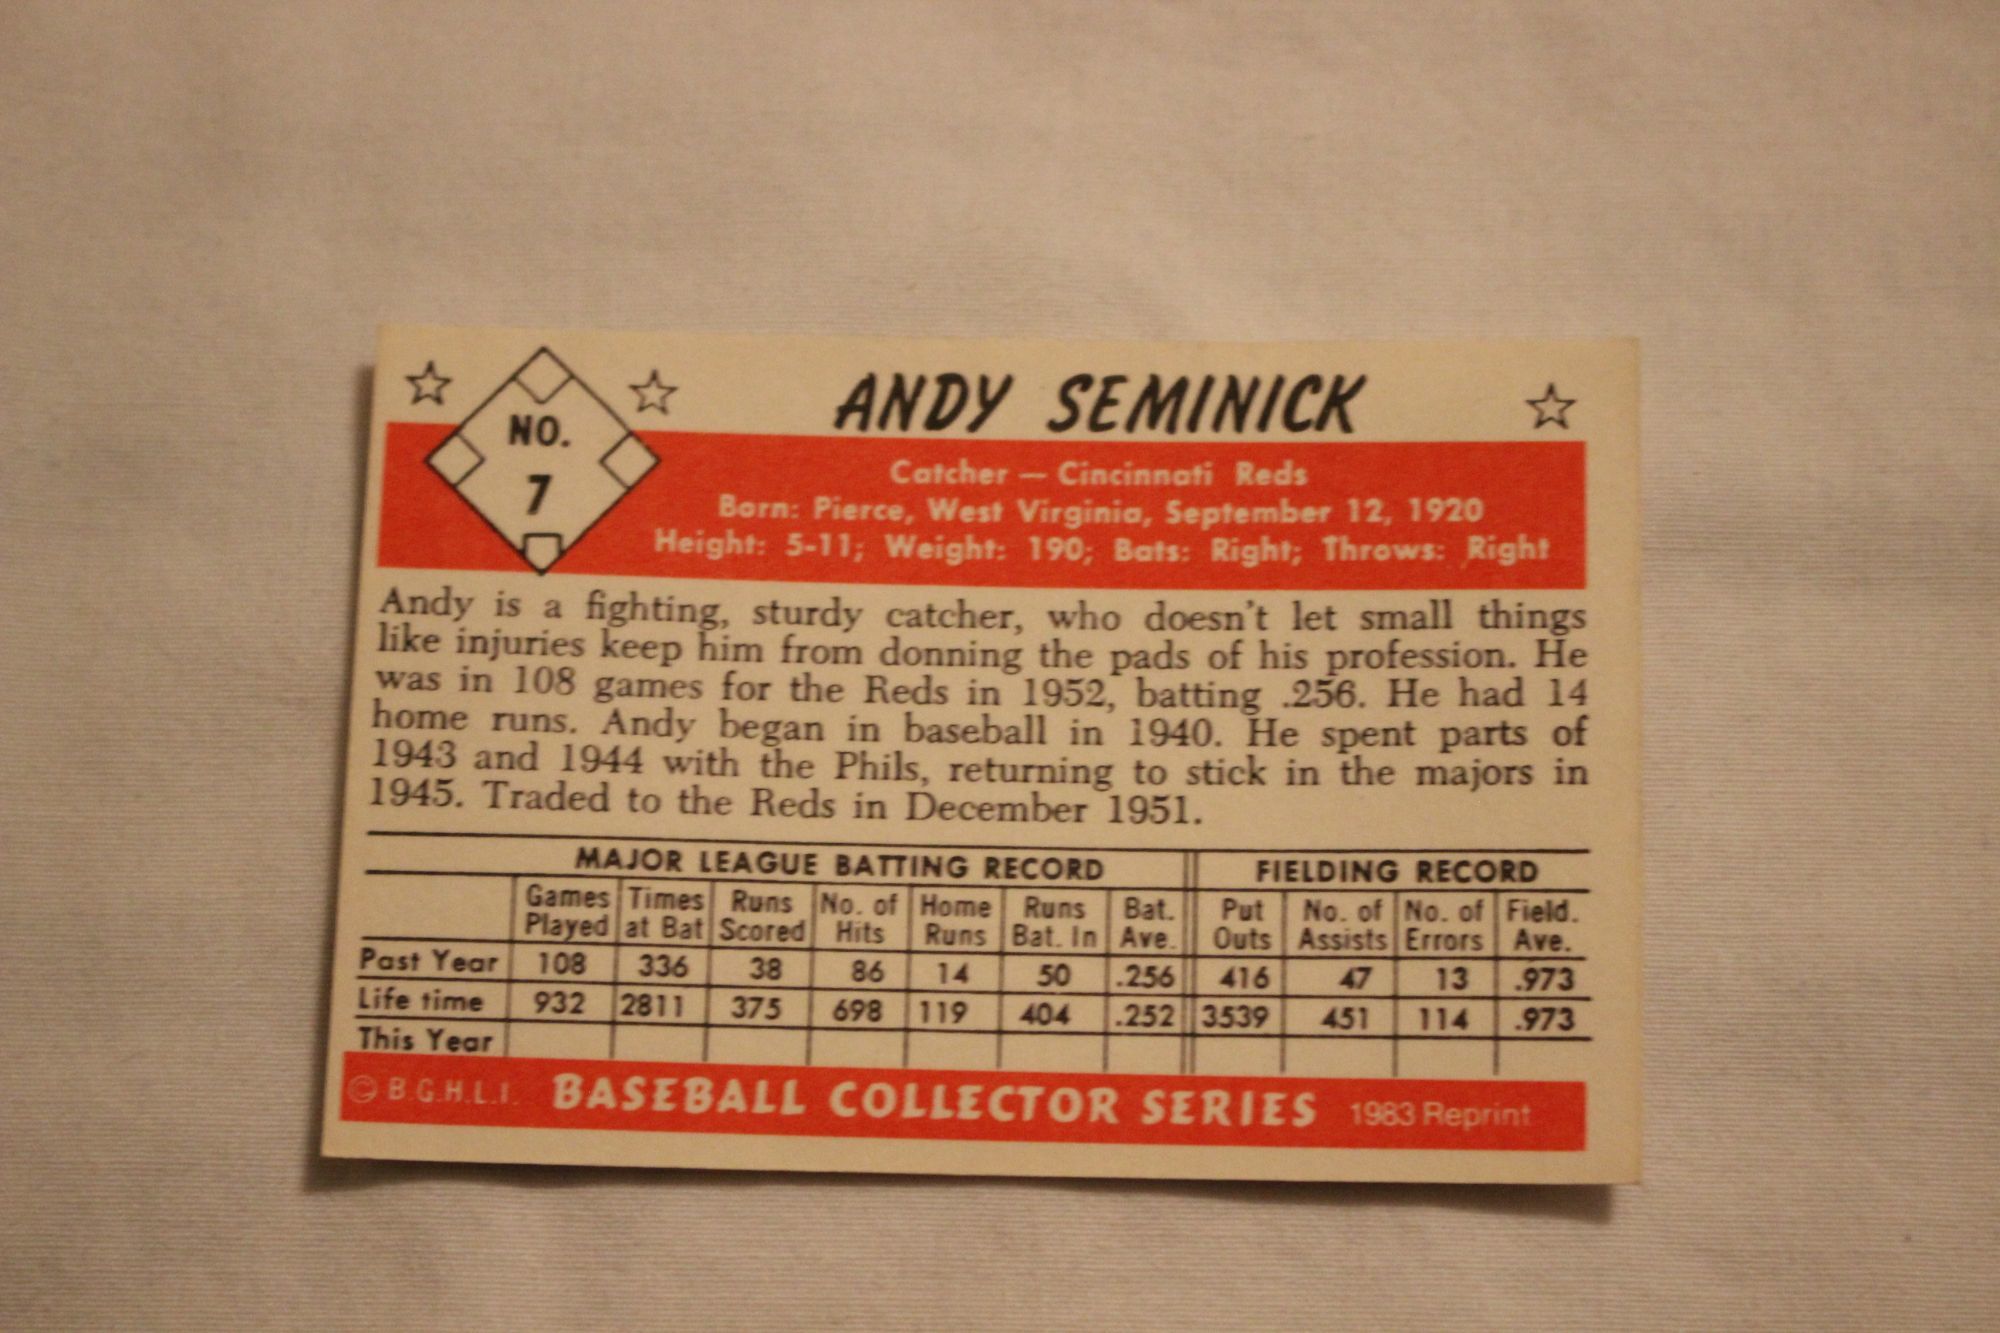 NO.
7
ANDY SEMINICK
Catcher — Cincinnati Reds
Born: Pierce, West Virginia, September 12, 1920
Height: 5-11; Weight: 190; Bats: Right; Throws: Right
Andy is a fighting, sturdy catcher, who doesn't let small things
like injuries keep him from donning the pads of his profession. He
was in 108 games for the Reds in 1952, batting .256. He had 14
home runs. Andy began in baseball in 1940. He spent parts of
1943 and 1944 with the Phils, returning to stick in the majors in
1945. Traded to the Reds in December 1951.
MAJOR LEAGUE BATTING RECORD FIELDING RECORD
Games Times Runs No. of Home Runs Bat. Put No. of No. of Field.
Played at Bat Scored Hits Runs Bat. In Ave. Outs Assists Errors Ave.
Past Year 108 336 38 86 14 50 .256 416 47 13 .973
Life time 932 2811 375 698 119 404 .252 3539 451 114 .973
This Year
© B.G.H.L.I. BASEBALL COLLECTOR SERIES 1983 Reprint